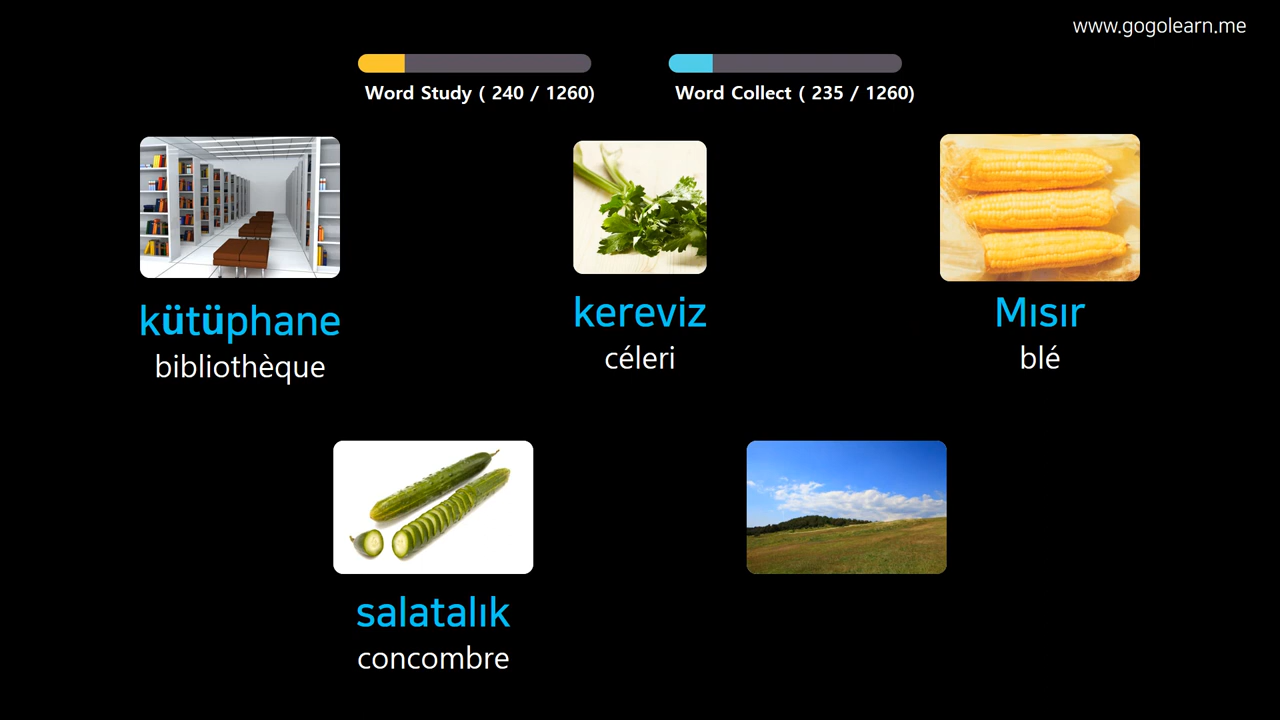 www.gogolearn.me
Word Study ( 240 / 1260)
Word Collect ( 235 / 1260)
kütüphane
bibliothèque
kereviz
céleri
Mısır
blé
salatalık
concombre